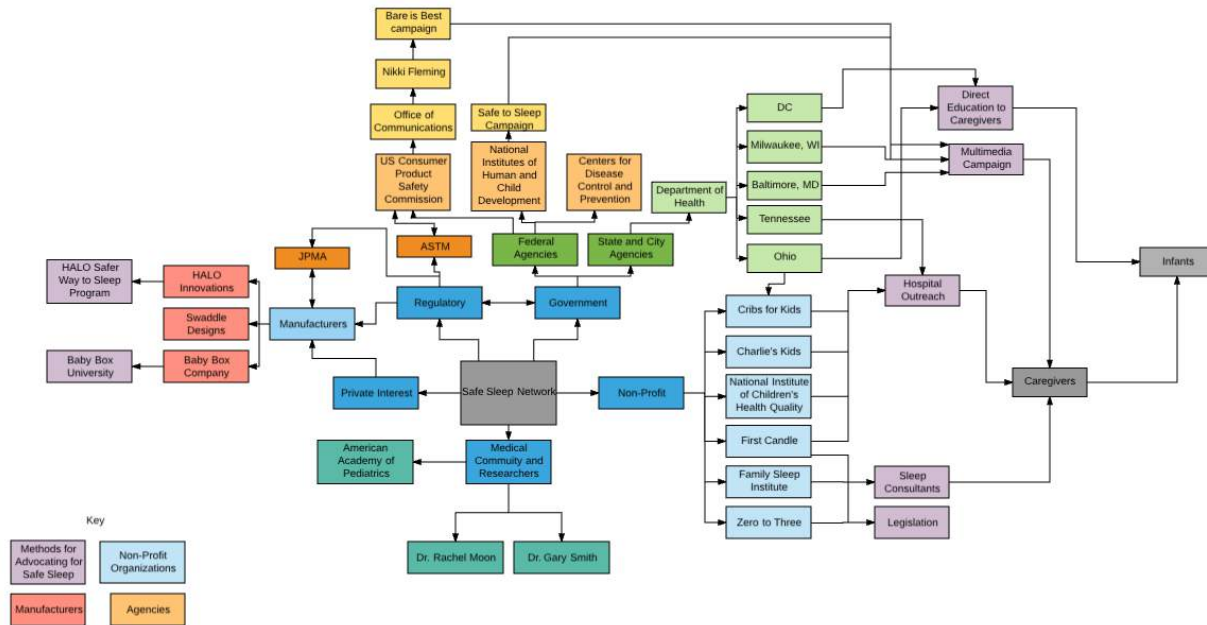 Bare is Best
campaign
Nikki Fleming
Office of
Communications
Safe to Sleep
Campaign
US Consumer
Product
Safety
Commission
National
Institutes of
Human and
Child
Development
Centers for
Disease Control
and
Prevention
Department of
Health
DC
Milwaukee, WI
Baltimore, MD
Tennessee
Ohio
Direct
Education to
Caregivers
Multimedia
Campaign
JPMA
ASTM
Federal
Agencies
State and City
Agencies
Infants
HALO Safer
Way to Sleep
Program
HALO
Innovations
Regulatory
Government
Hospital
Outreach
Swaddle
Designs
Manufacturers
Cribs for Kids
Baby Box
University
Baby Box
Company
Charlie's Kids
Private Interest
Safe Sleep Network
Non-Profit
National Institute
of Children's
Health Quality
Caregivers
American
Academy of
Pediatrics
Medical
Commuity and
Researchers
First Candle
Family Sleep
Institute
Sleep
Consultants
Zero to Three
Legislation
Dr. Rachel Moon
Dr. Gary Smith
Key
Methods for
Advocating for
Safe Sleep
Non-Profit
Organizations
Manufacturers
Agencies